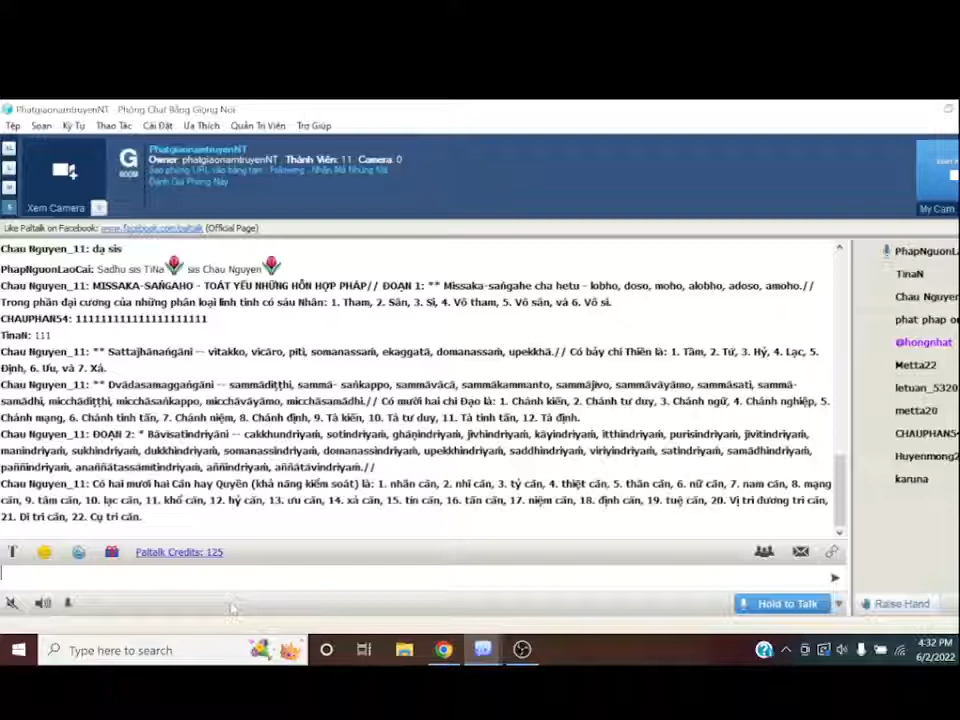 PhatgiaonamtruyenNT - Phòng Chat Bằng Giọng Nói
Tệp Soạn Ký Tự Thao Tác Cài Đặt Ưa Thích Quản Trị Viên Trợ Giúp
PhatgiaonamtruyenNT
Owner: phatgiaonamtruyenNT Thành Viên: 11 Camera: 0
G
ROOM
Xem Camera
My Cam
Like Paltalk on Facebook: www.facebook.com/paltalk (Official Page)
Chau Nguyen_11: dạ sis
PhapNguonLaoCai: Sadhu sis TiNa sis Chau Nguyen
Chau Nguyen_11: MISSAKA-SAṄGAHO - TOÁT YẾU NHỮNG HỖN HỢP PHÁP// ĐOẠN 1: ** Missaka-saṅgahe cha hetu - lobho, doso, moho, alobho, adoso, amoho.//
Trong phần đại cương của những phân loại linh tinh có sáu Nhân: 1. Tham, 2. Sân, 3. Si, 4. Vô tham, 5. Vô sân, và 6. Vô si.
CHAUPHAN54: 11111111111111111111
TinaN: 111
Chau Nguyen_11: ** Sattajhānaṅgāni -- vitakko, vicāro, pīti, somanassaṁ, ekaggatā, domanassaṁ, upekkhā.// Có bảy chi Thiền là: 1. Tầm, 2. Tứ, 3. Hỷ, 4. Lạc, 5.
Định, 6. Ưu, và 7. Xả.
Chau Nguyen_11: ** Dvādasamaggaṅgāni -- sammādiṭṭhi, sammā- saṅkappo, sammāvācā, sammākammanto, sammājīvo, sammāvāyāmo, sammāsati, sammā-
samādhi, micchādiṭṭhi, micchāsaṅkappo, micchāvāyāmo, micchāsamādhi.// Có mười hai chi Đạo là: 1. Chánh kiến, 2. Chánh tư duy, 3. Chánh ngữ, 4. Chánh nghiệp, 5.
Chánh mạng, 6. Chánh tinh tấn, 7. Chánh niệm, 8. Chánh định, 9. Tà kiến, 10. Tà tư duy, 11. Tà tinh tấn, 12. Tà định.
Chau Nguyen_11: ĐOẠN 2: * Bāvīsatindriyāni -- cakkhundriyaṁ, sotindriyaṁ, ghāṇindriyaṁ, jivhindriyaṁ, kāyindriyaṁ, itthindriyaṁ, purisindriyaṁ, jīvitindriyaṁ,
manindriyaṁ, sukhindriyaṁ, dukkhindriyaṁ, somanassindriyaṁ, domanassindriyaṁ, upekkhindriyaṁ, saddhindriyaṁ, viriyindriyaṁ, satindriyaṁ, samādhindriyaṁ,
paññindriyaṁ, anaññātassāmītindriyaṁ, aññindriyaṁ, aññātāvindriyaṁ.//
Chau Nguyen_11: Có hai mươi hai Căn hay Quyền (khả năng kiểm soát) là: 1. nhãn căn, 2. nhĩ căn, 3. tỷ căn, 4. thiệt căn, 5. thân căn, 6. nữ căn, 7. nam căn, 8. mạng
căn, 9. tâm căn, 10. lạc căn, 11. khổ căn, 12. hỷ căn, 13. ưu căn, 14. xả căn, 15. tín căn, 16. tấn căn, 17. niệm căn, 18. định căn, 19. tuệ căn, 20. Vị tri đương tri căn,
21. Dĩ tri căn, 22. Cụ tri căn.
PhapNguonL
TinaN
Chau Nguyen
phat phap o
@hongnhat
Metta22
letuan_5320
metta20
CHAUPHAN54
Huyenmong2
karuna
Paltalk Credits: 125
Hold to Talk
Raise Hand
Type here to search
4:32 PM
6/2/2022